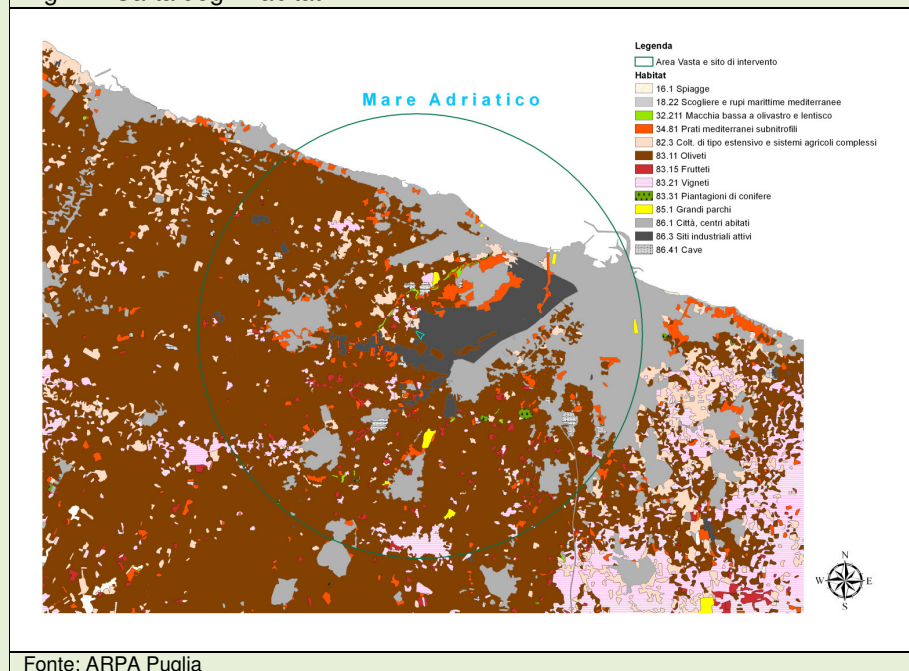 Legenda
Area Vasta e sito di intervento
Habitat
16.1 Spiagge
18.22 Scogliere e rupi marittime mediterranee
32.211 Macchia bassa a olivastro e lentisco
34.81 Prati mediterranei subnitrofili
82.3 Colt. di tipo estensivo e sistemi agricoli complessi
83.11 Oliveti
83.15 Frutteti
83.21 Vigneti
83.31 Piantagioni di conifere
85.1 Grandi parchi
86.1 Città, centri abitati
86.3 Siti industriali attivi
86.41 Cave
Mare Adriatico
N
W E
S
Fonte: ARPA Puglia